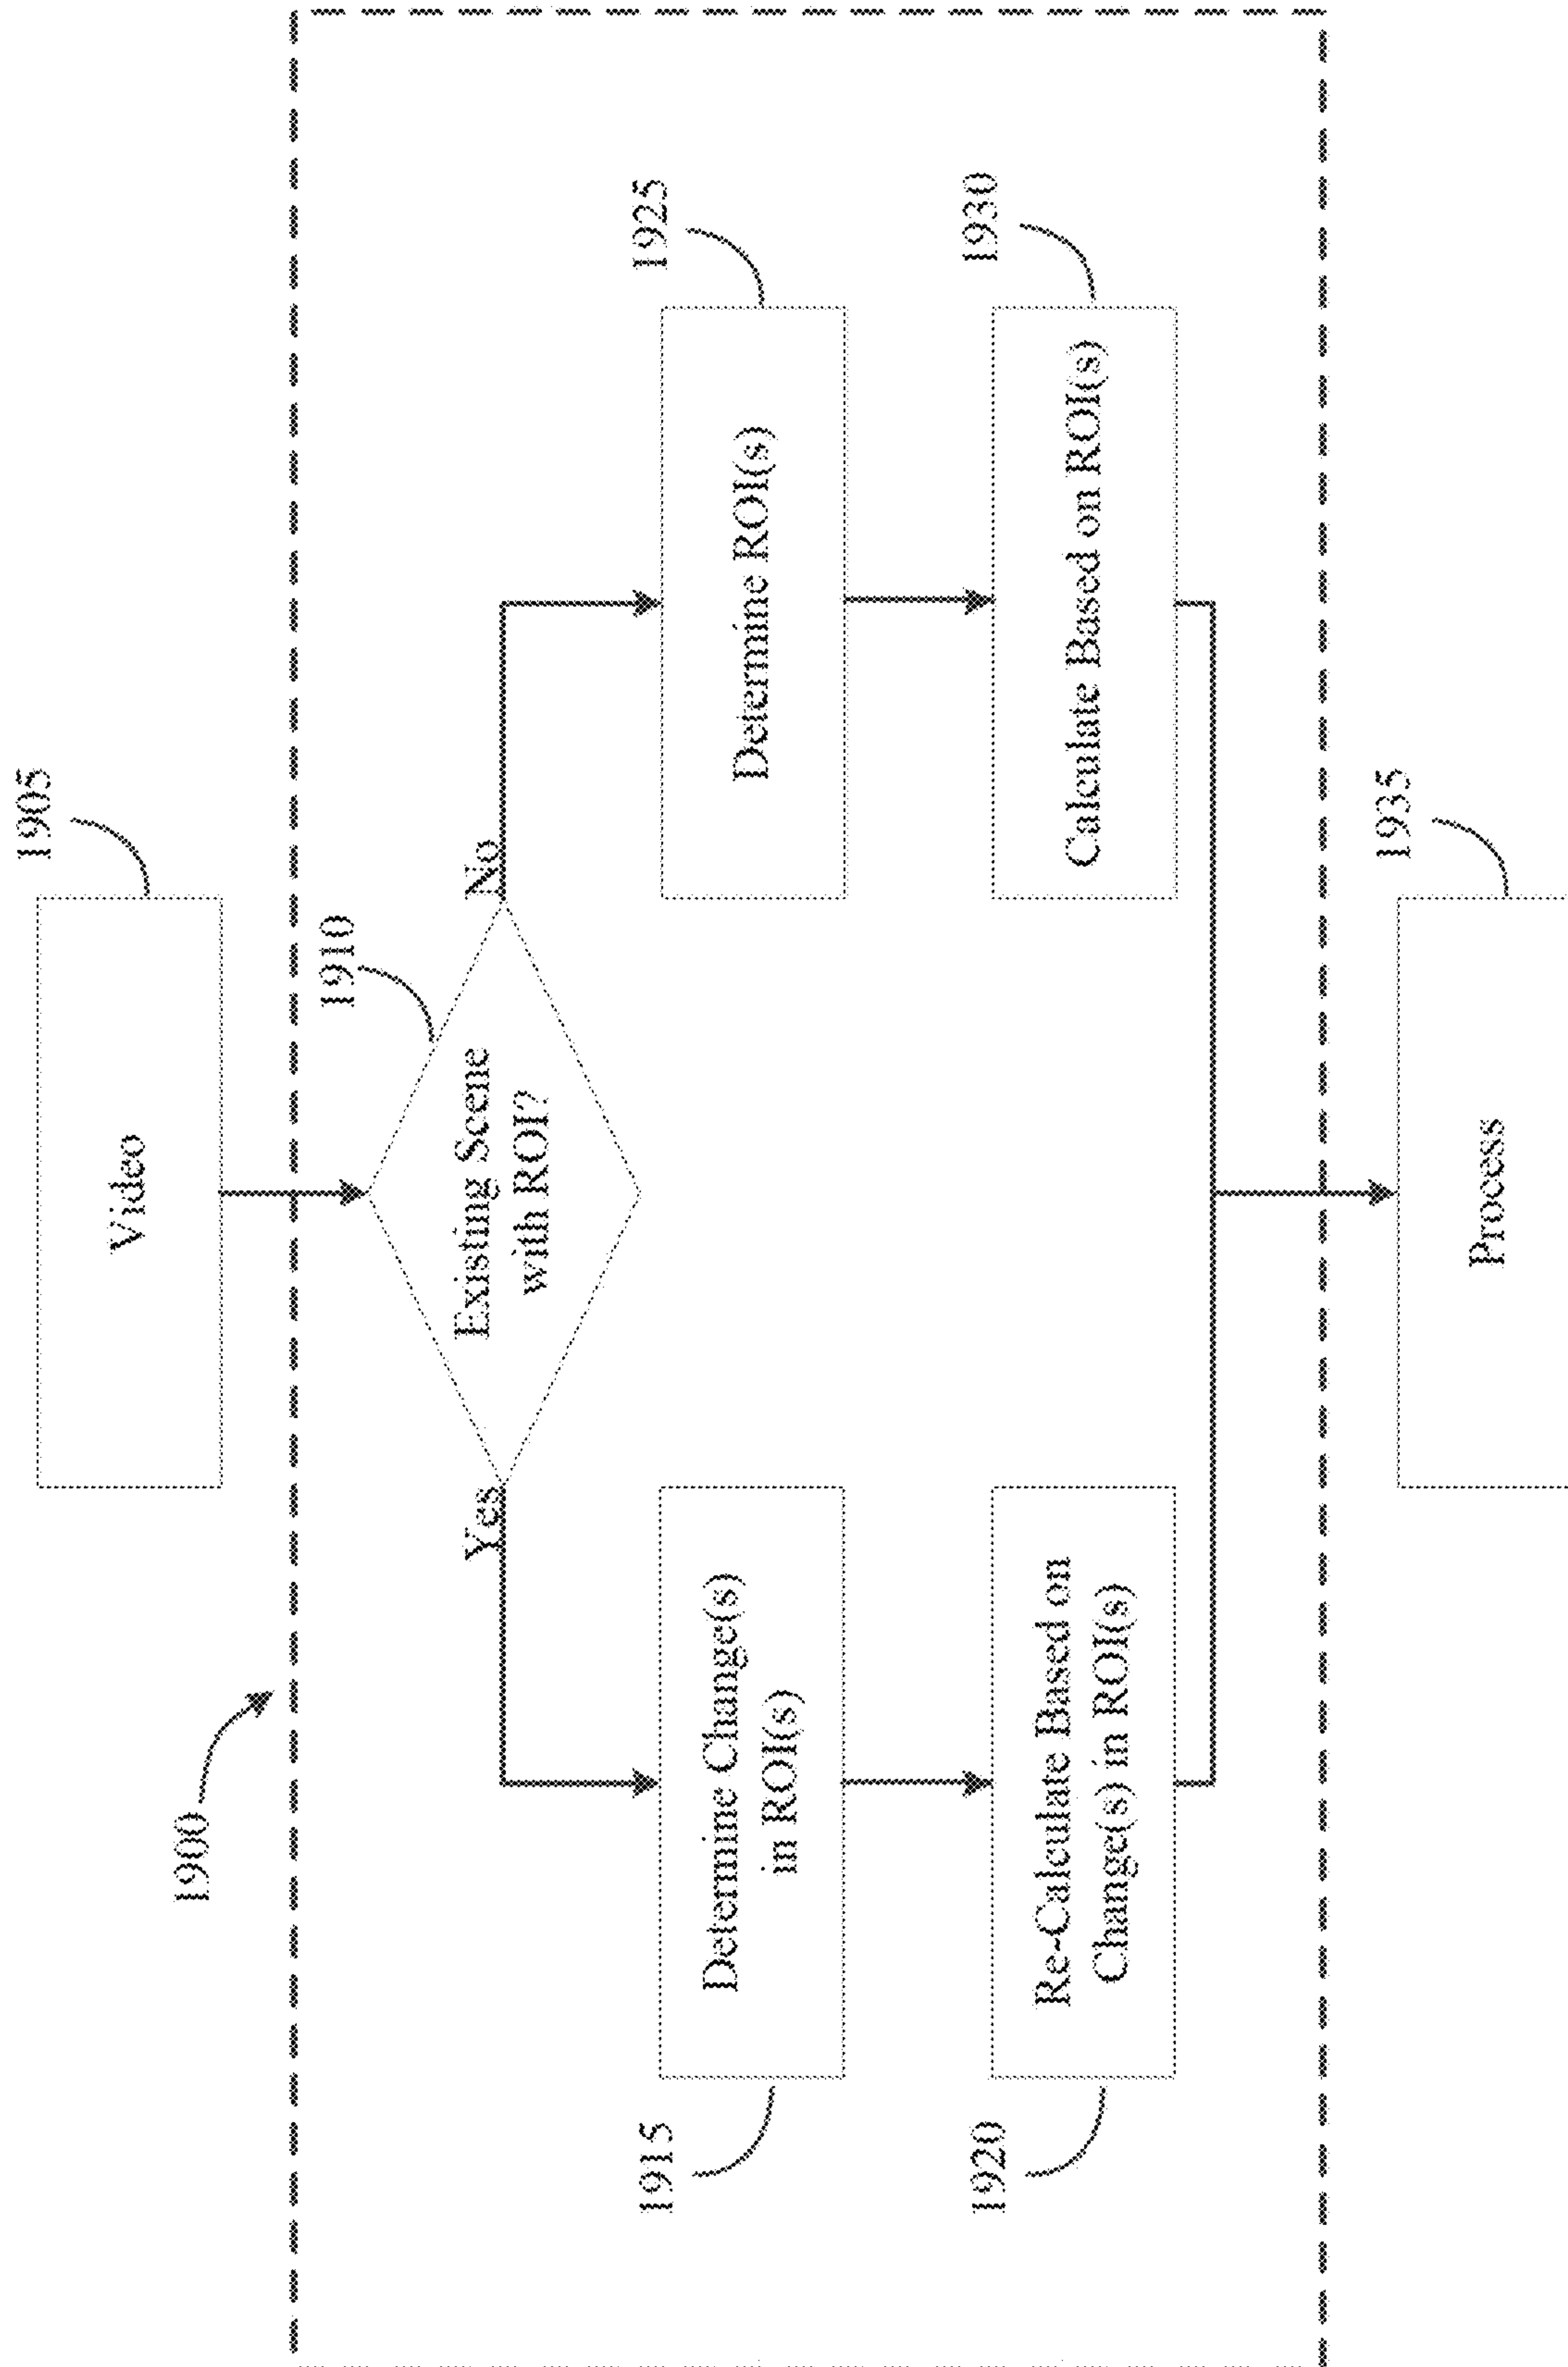 1905
Video
1900
1910
Existing Scene
with ROI?
Yes
No
1915
Determine Change(s)
in ROI(s)
1925
Determine ROI(s)
1920
Re-Calculate Based on
Change(s) in ROI(s)
1930
Calculate Based on ROI(s)
1935
Process